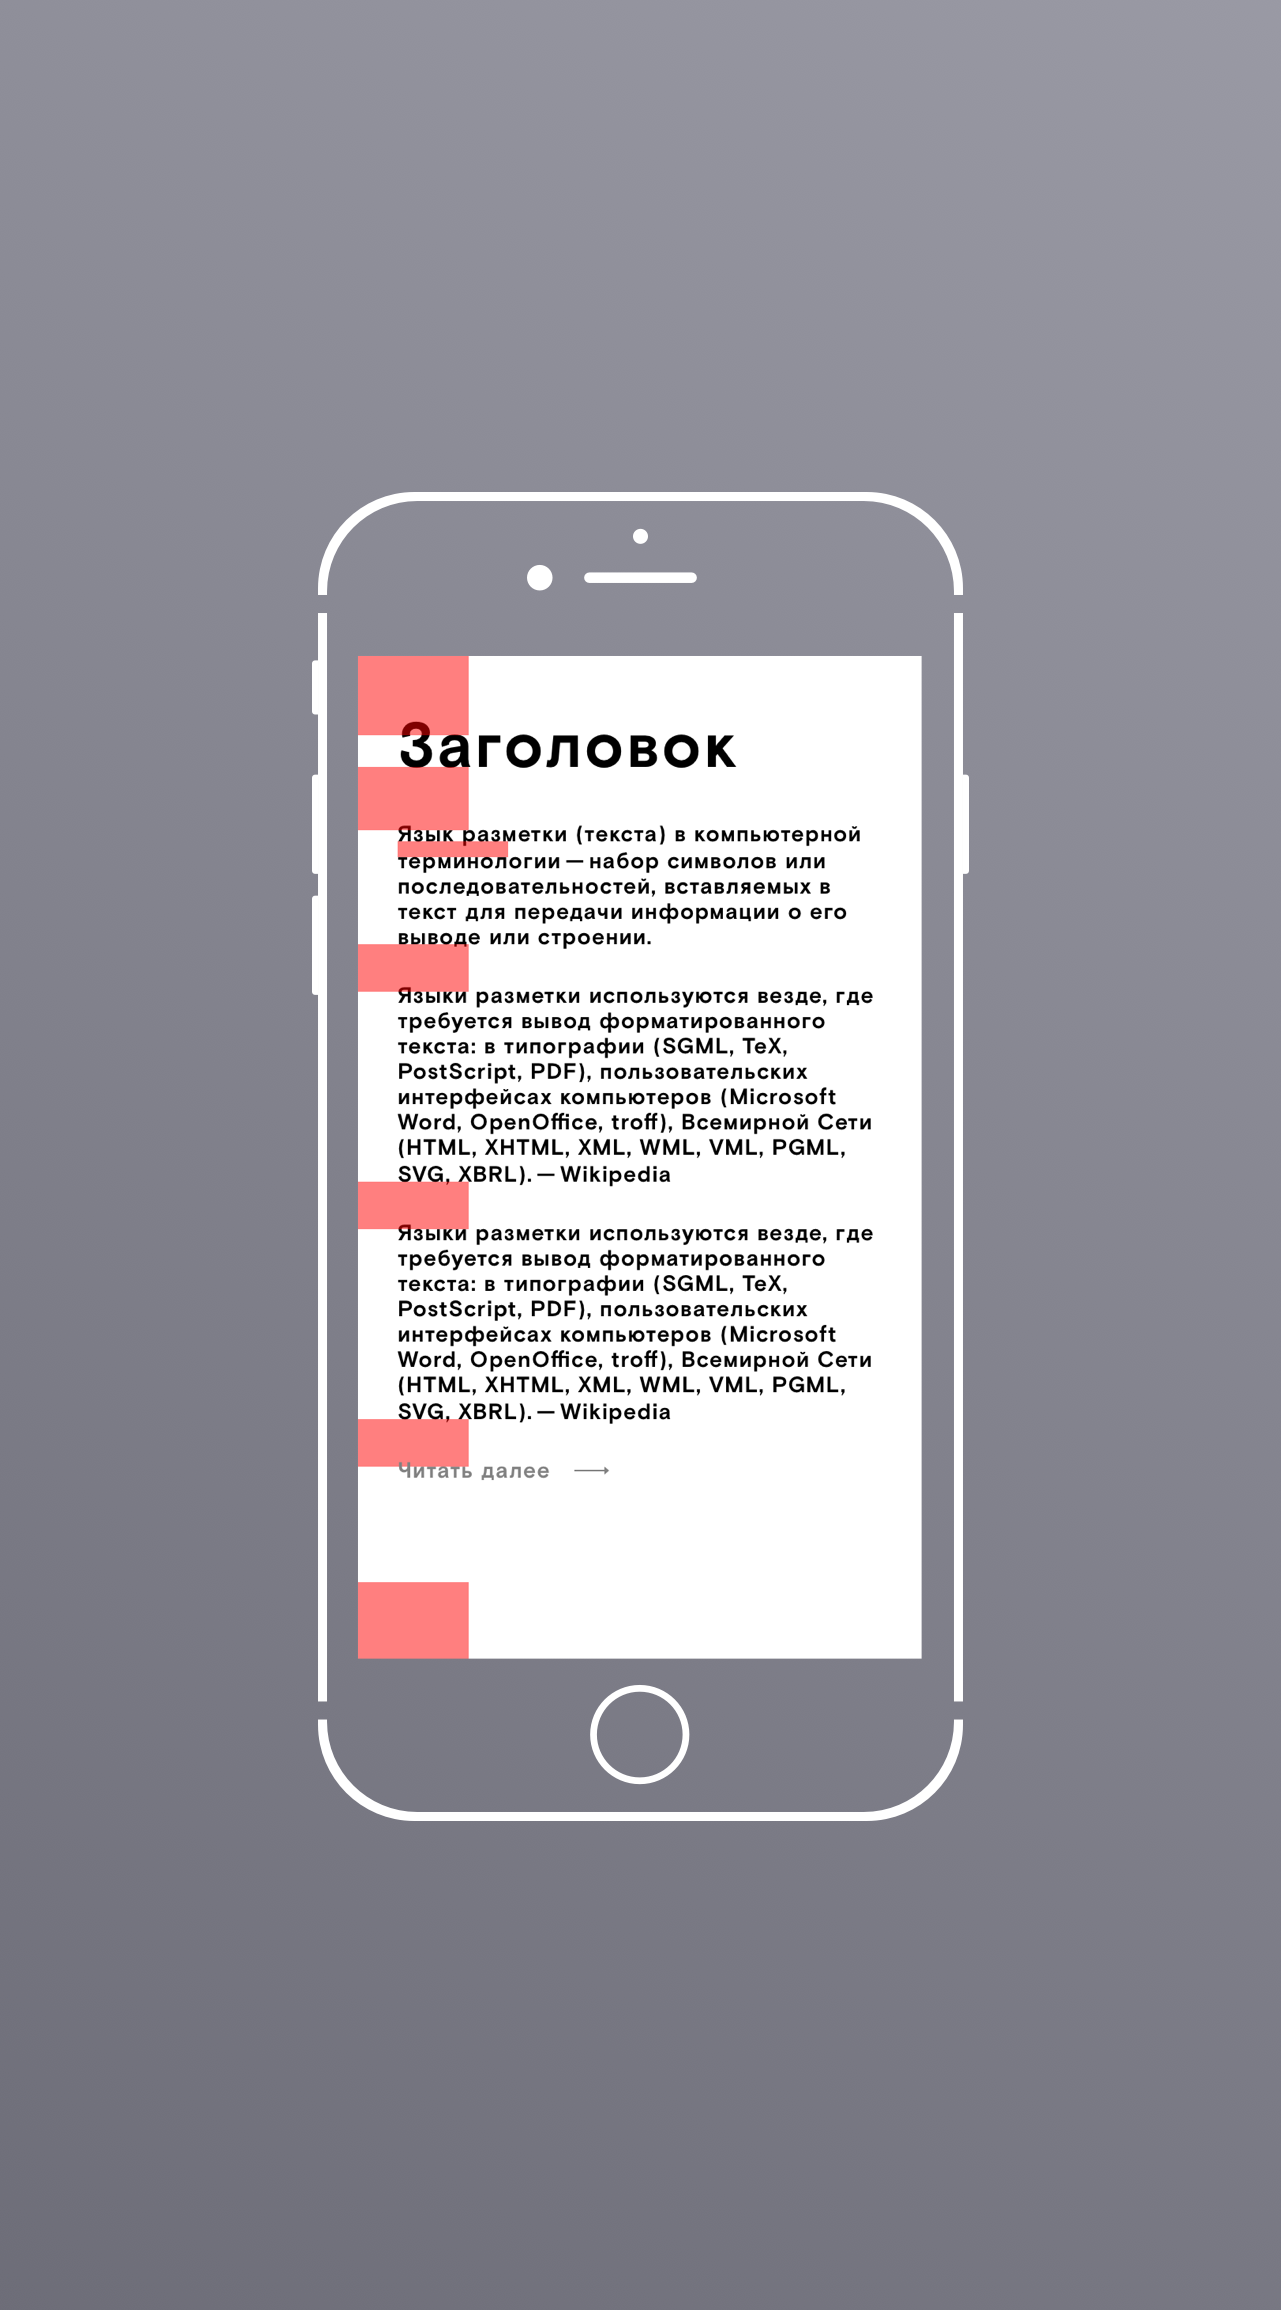 Заголовок
Язык разметки (текста) в компьютерной
терминологии — набор символов или
последовательностей, вставляемых в
текст для передачи информации о его
выводе или строении.
Языки разметки используются везде, где
требуется вывод форматированного
текста: в типографии (SGML, TeX,
PostScript, PDF), пользовательских
интерфейсах компьютеров (Microsoft
Word, OpenOffice, troff), Всемирной Сети
(HTML, XHTML, XML, WML, VML, PGML,
SVG, XBRL). — Wikipedia
Языки разметки используются везде, где
требуется вывод форматированного
текста: в типографии (SGML, TeX,
PostScript, PDF), пользовательских
интерфейсах компьютеров (Microsoft
Word, OpenOffice, troff), Всемирной Сети
(HTML, XHTML, XML, WML, VML, PGML,
SVG, XBRL). — Wikipedia
Читать далее ⟶